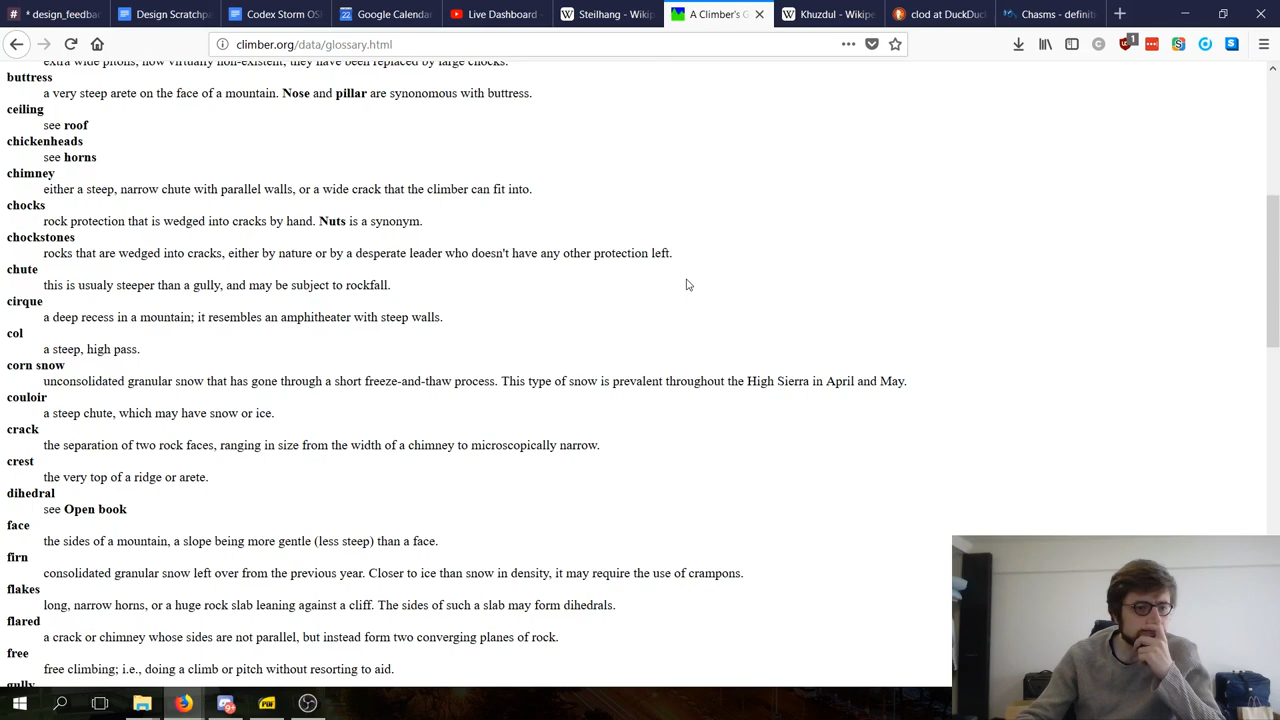 * design_feedba
Design Scratchpa
Codex Storm OS
Google Calendar
Live Dashboard -
Steilhang - Wikip
A Climber's G
Khuzdul - Wikipe
clod at DuckDuc
Chasms - definiti
climber.org/data/glossary.html
1
extra wide pitons, now virtually non-existent, they have been replaced by large chocks.
buttress
a very steep arete on the face of a mountain. Nose and pillar are synonomous with buttress.
ceiling
see roof
chickenheads
see horns
chimney
either a steep, narrow chute with parallel walls, or a wide crack that the climber can fit into.
chocks
rock protection that is wedged into cracks by hand. Nuts is a synonym.
chockstones
rocks that are wedged into cracks, either by nature or by a desperate leader who doesn't have any other protection left.
chute
this is usualy steeper than a gully, and may be subject to rockfall.
cirque
a deep recess in a mountain; it resembles an amphitheater with steep walls.
col
a steep, high pass.
corn snow
unconsolidated granular snow that has gone through a short freeze-and-thaw process. This type of snow is prevalent throughout the High Sierra in April and May.
couloir
a steep chute, which may have snow or ice.
crack
the separation of two rock faces, ranging in size from the width of a chimney to microscopically narrow.
crest
the very top of a ridge or arete.
dihedral
see Open book
face
the sides of a mountain, a slope being more gentle (less steep) than a face.
firn
consolidated granular snow left over from the previous year. Closer to ice than snow in density, it may require the use of crampons.
flakes
long, narrow horns, or a huge rock slab leaning against a cliff. The sides of such a slab may form dihedrals.
flared
a crack or chimney whose sides are not parallel, but instead form two converging planes of rock.
free
free climbing; i.e., doing a climb or pitch without resorting to aid.
gully